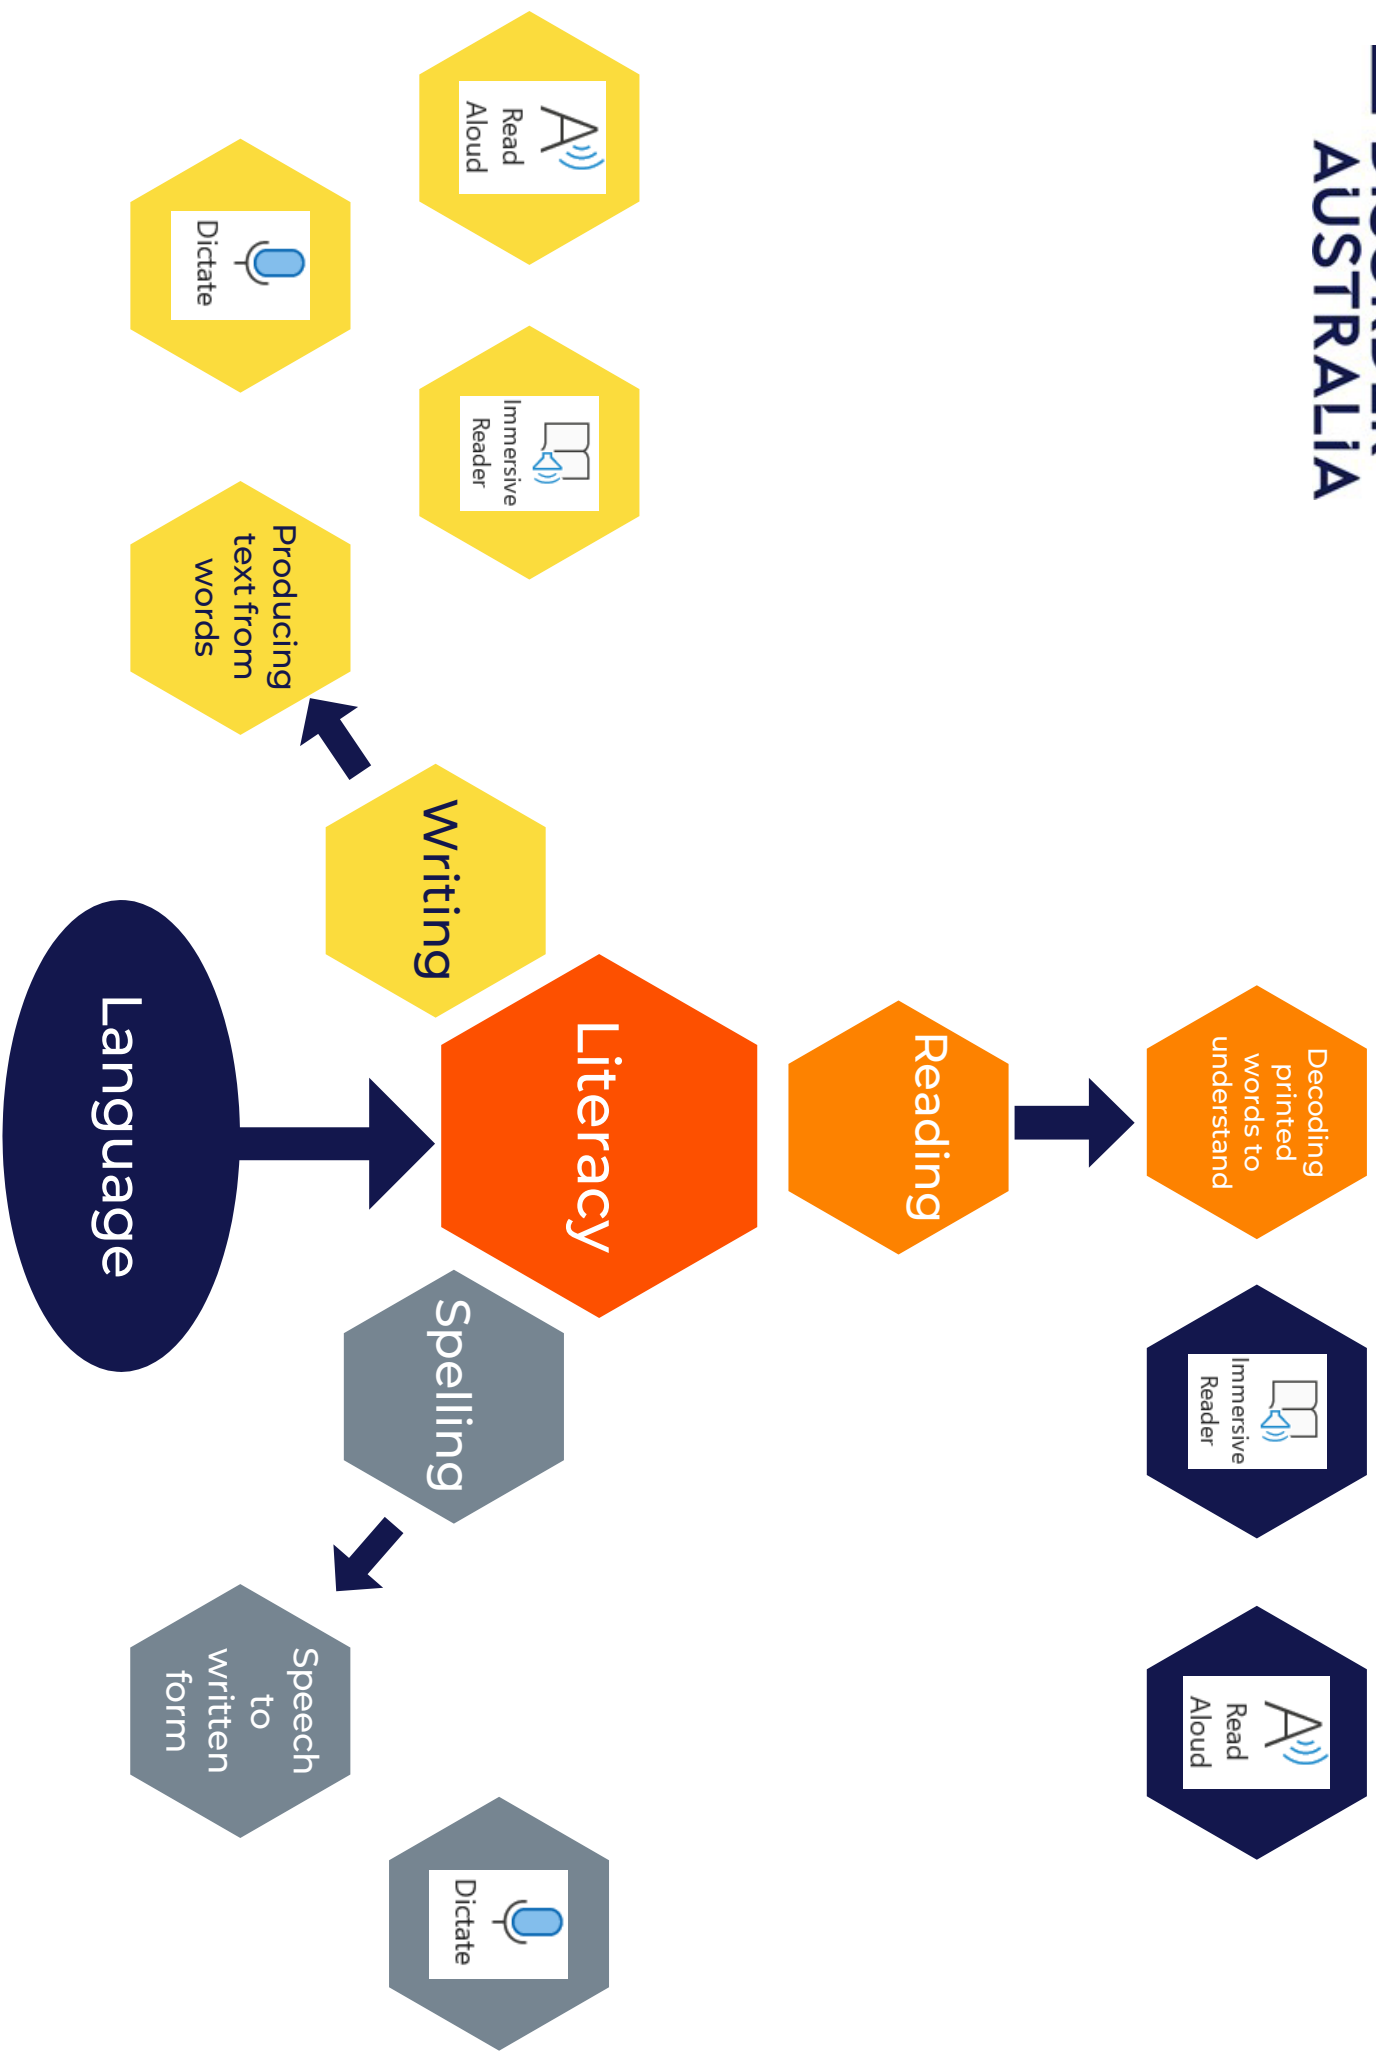 AUSTRALIA
Decoding
printed
words to
understand
Immersive
Reader
Read
Aloud
Reading
Literacy
Read
Aloud
Immersive
Reader
Writing
Spelling
Dictate
Dictate
Producing
text from
words
Speech
to
written
form
Language